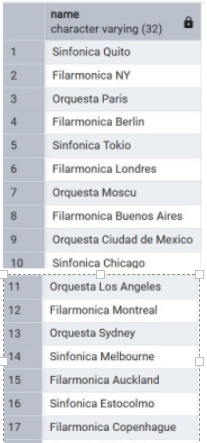 name
character varying (32)
1 Sinfonica Quito
2 Filarmonica NY
3 Orquesta Paris
4 Filarmonica Berlin
5 Sinfonica Tokio
6 Filarmonica Londres
7 Orquesta Moscu
8 Filarmonica Buenos Aires
9 Orquesta Ciudad de Mexico
10 Sinfonica Chicago
11 Orquesta Los Angeles
12 Filarmonica Montreal
13 Orquesta Sydney
14 Sinfonica Melbourne
15 Filarmonica Auckland
16 Sinfonica Estocolmo
17 Filarmonica Copenhague